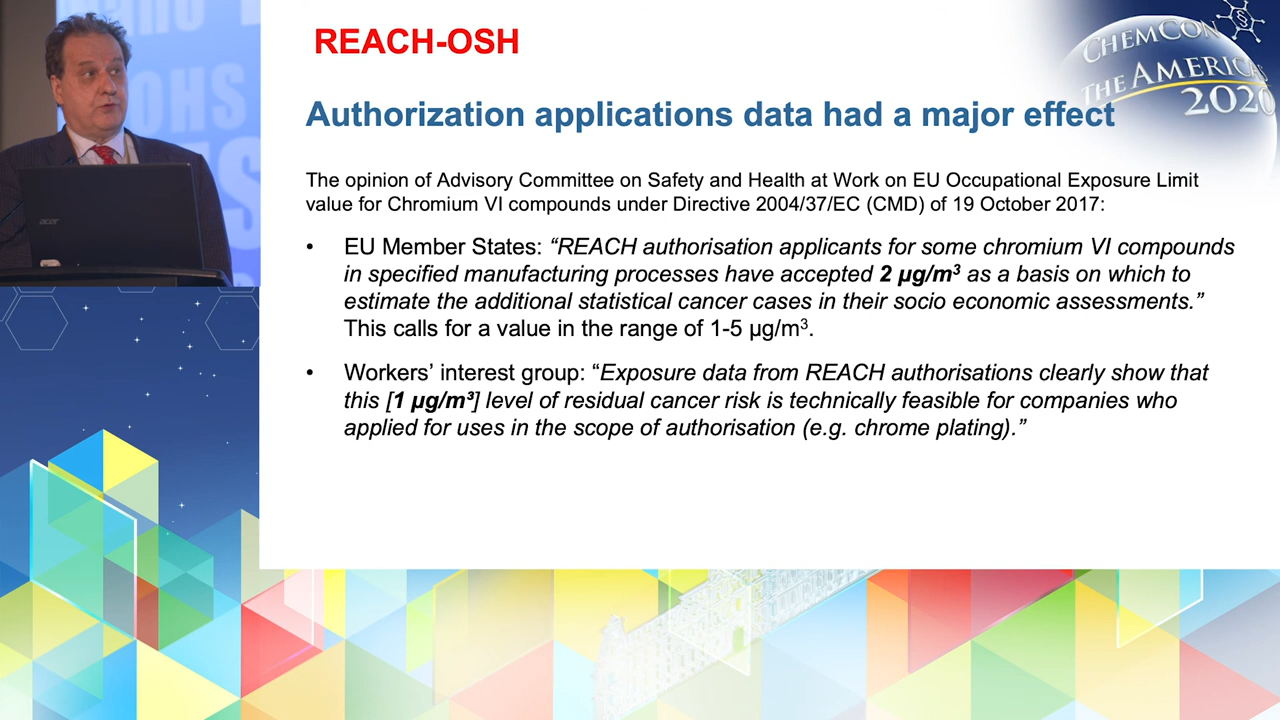 REACH-OSH
CHEMCON
THE AMERICAS
2020
Authorization applications data had a major effect
The opinion of Advisory Committee on Safety and Health at Work on EU Occupational Exposure Limit
value for Chromium VI compounds under Directive 2004/37/EC (CMD) of 19 October 2017:
• EU Member States: “REACH authorisation applicants for some chromium VI compounds
in specified manufacturing processes have accepted 2 µg/m³ as a basis on which to
estimate the additional statistical cancer cases in their socio economic assessments.”
This calls for a value in the range of 1-5 µg/m³.
• Workers’ interest group: “Exposure data from REACH authorisations clearly show that
this [1 µg/m³] level of residual cancer risk is technically feasible for companies who
applied for uses in the scope of authorisation (e.g. chrome plating).”
acer
OHS